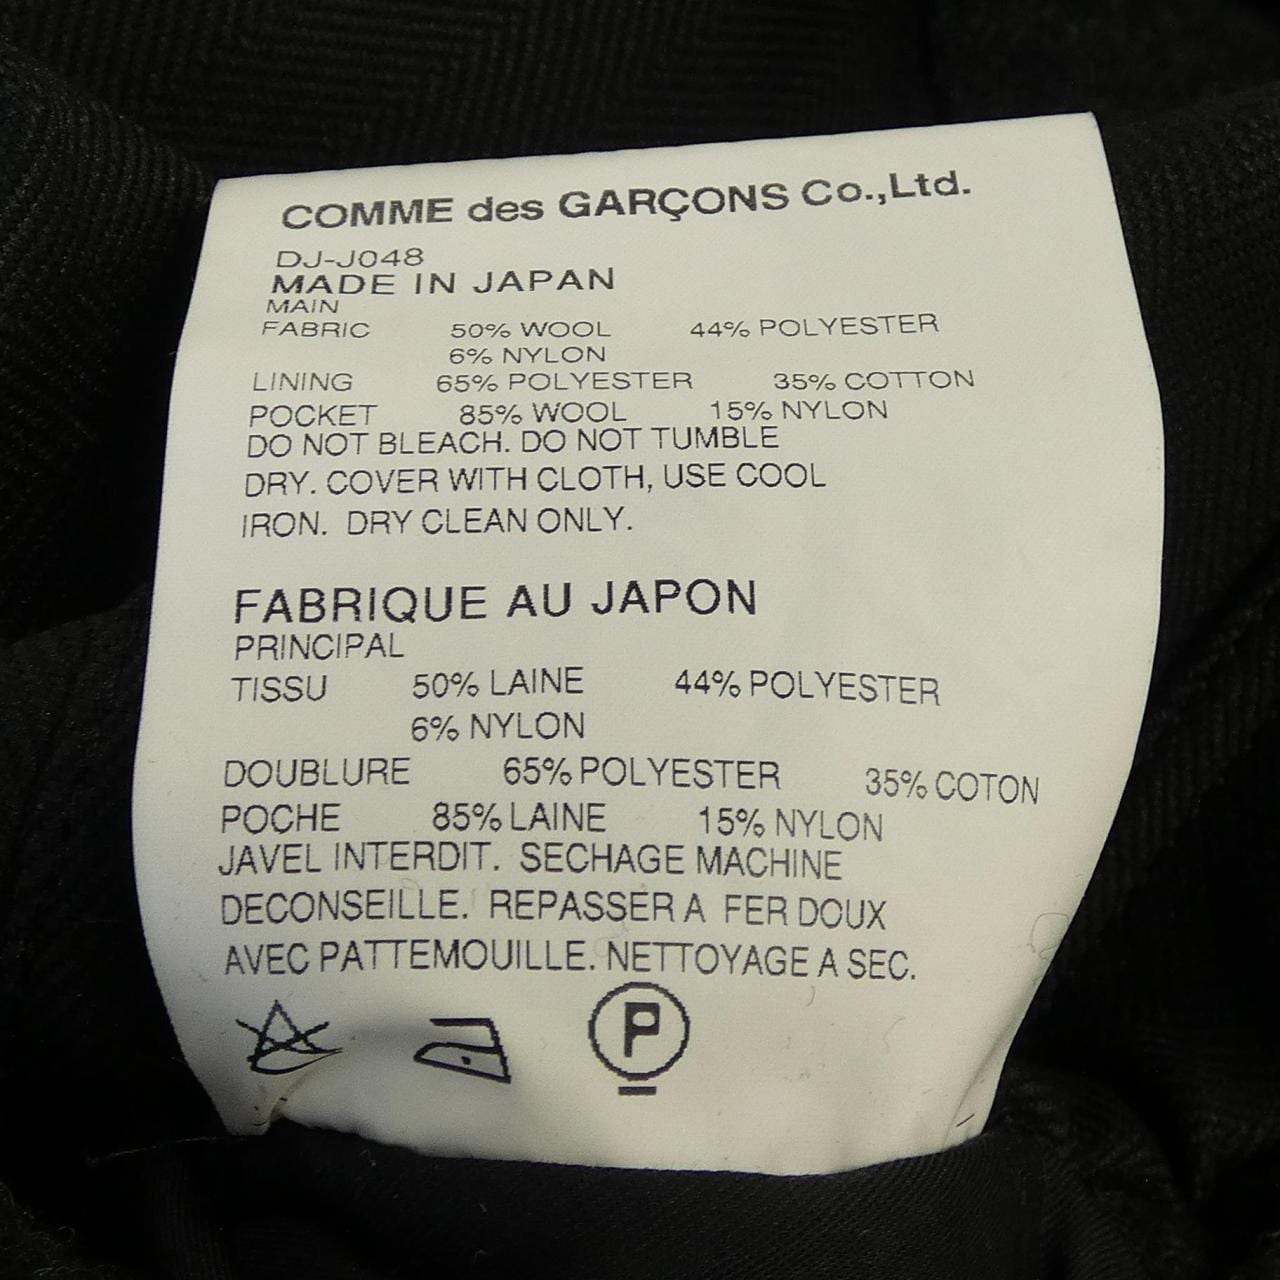 COMME des GARÇONS Co.,Ltd.
DJ-J048
MADE IN JAPAN
MAIN
FABRIC 50% WOOL 44% POLYESTER
6% NYLON
LINING 65% POLYESTER 35% COTTON
POCKET 85% WOOL 15% NYLON
DO NOT BLEACH. DO NOT TUMBLE
DRY. COVER WITH CLOTH, USE COOL
IRON. DRY CLEAN ONLY.
FABRIQUE AU JAPON
PRINCIPAL
TISSU 50% LAINE 44% POLYESTER
6% NYLON
DOUBLURE 65% POLYESTER 35% COTON
POCHE 85% LAINE 15% NYLON
JAVEL INTERDIT. SECHAGE MACHINE
DECONSEILLE. REPASSER A FER DOUX
AVEC PATTEMOUILLE. NETTOYAGE A SEC.
P